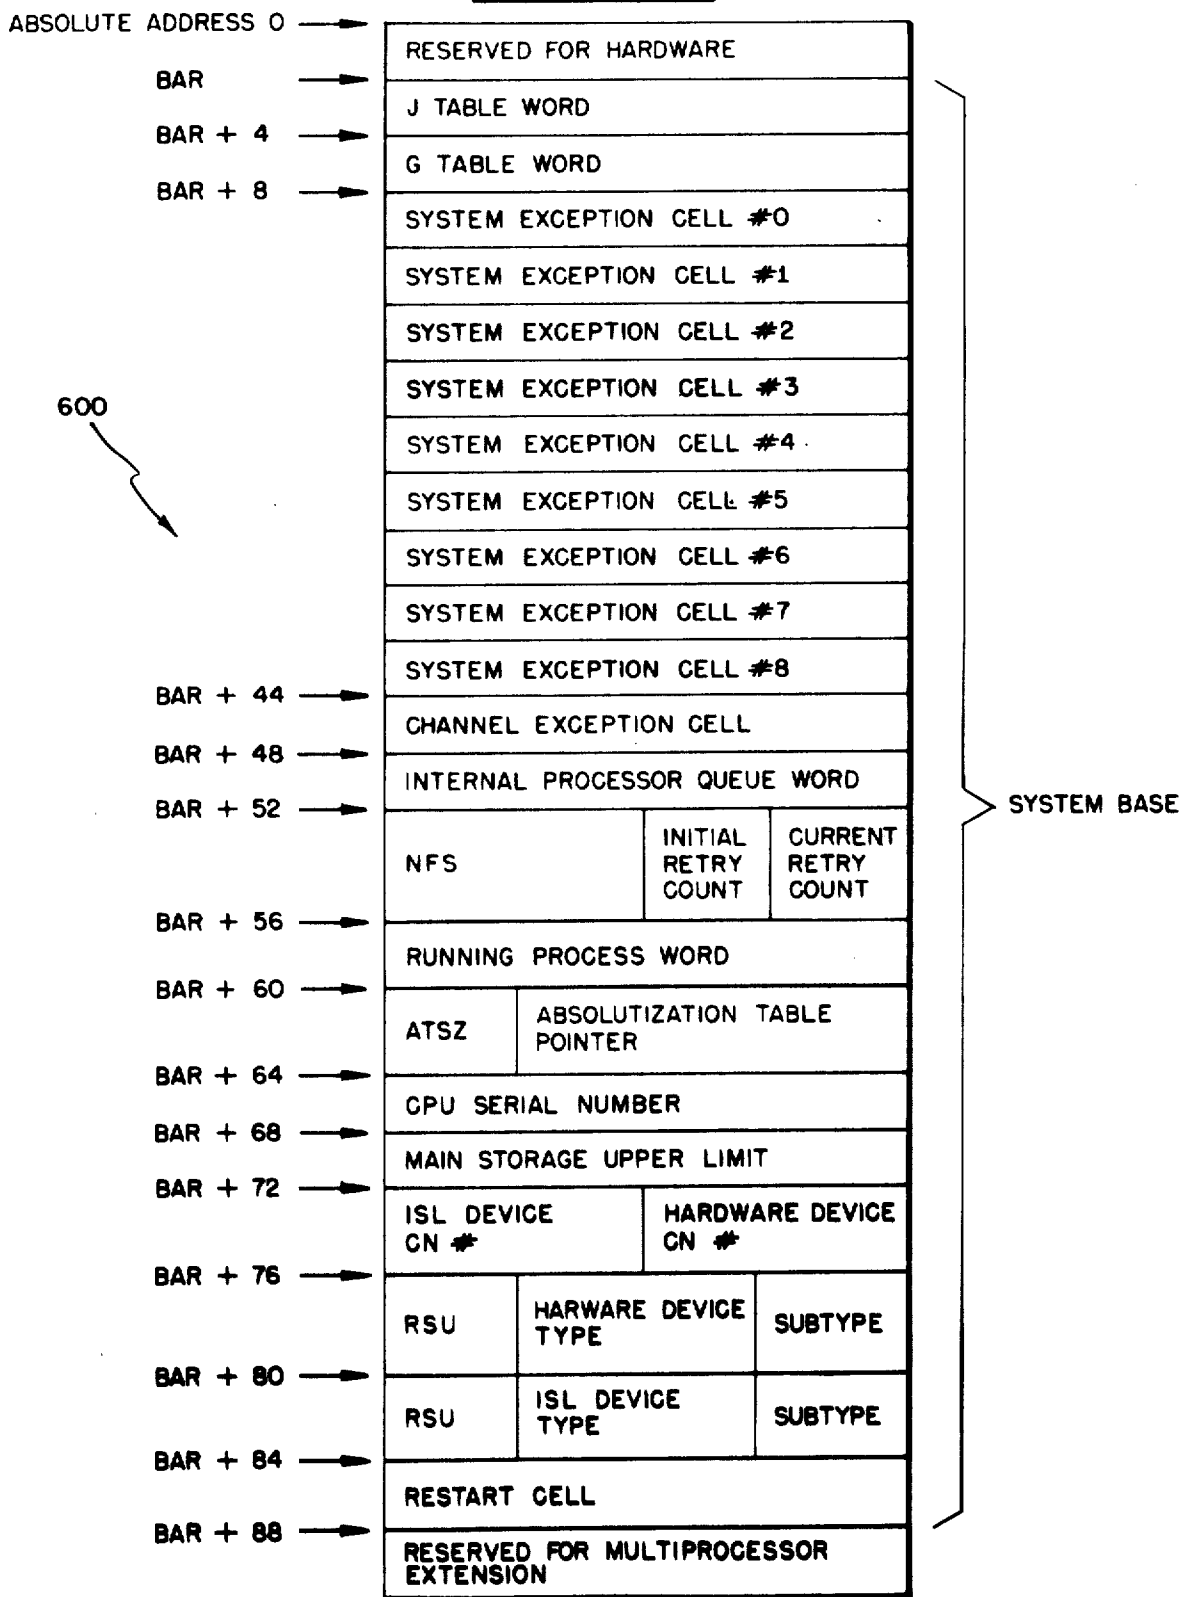 ABSOLUTE ADDRESS 0
RESERVED FOR HARDWARE
BAR
J TABLE WORD
BAR + 4
G TABLE WORD
BAR + 8
SYSTEM EXCEPTION CELL #0
SYSTEM EXCEPTION CELL #1
SYSTEM EXCEPTION CELL #2
SYSTEM EXCEPTION CELL #3
600
SYSTEM EXCEPTION CELL #4
SYSTEM EXCEPTION CELL #5
SYSTEM EXCEPTION CELL #6
SYSTEM EXCEPTION CELL #7
SYSTEM EXCEPTION CELL #8
BAR + 44
CHANNEL EXCEPTION CELL
BAR + 48
INTERNAL PROCESSOR QUEUE WORD
BAR + 52
SYSTEM BASE
NFS
INITIAL
RETRY
COUNT
CURRENT
RETRY
COUNT
BAR + 56
RUNNING PROCESS WORD
BAR + 60
ATSZ
ABSOLUTIZATION TABLE
POINTER
BAR + 64
CPU SERIAL NUMBER
BAR + 68
MAIN STORAGE UPPER LIMIT
BAR + 72
ISL DEVICE
CN #
HARDWARE DEVICE
CN #
BAR + 76
RSU
HARWARE DEVICE
TYPE
SUBTYPE
BAR + 80
RSU
ISL DEVICE
TYPE
SUBTYPE
BAR + 84
RESTART CELL
BAR + 88
RESERVED FOR MULTIPROCESSOR
EXTENSION